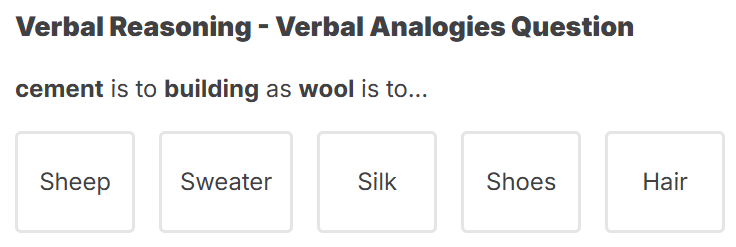 Verbal Reasoning - Verbal Analogies Question
cement is to building as wool is to...
Sheep Sweater Silk Shoes Hair